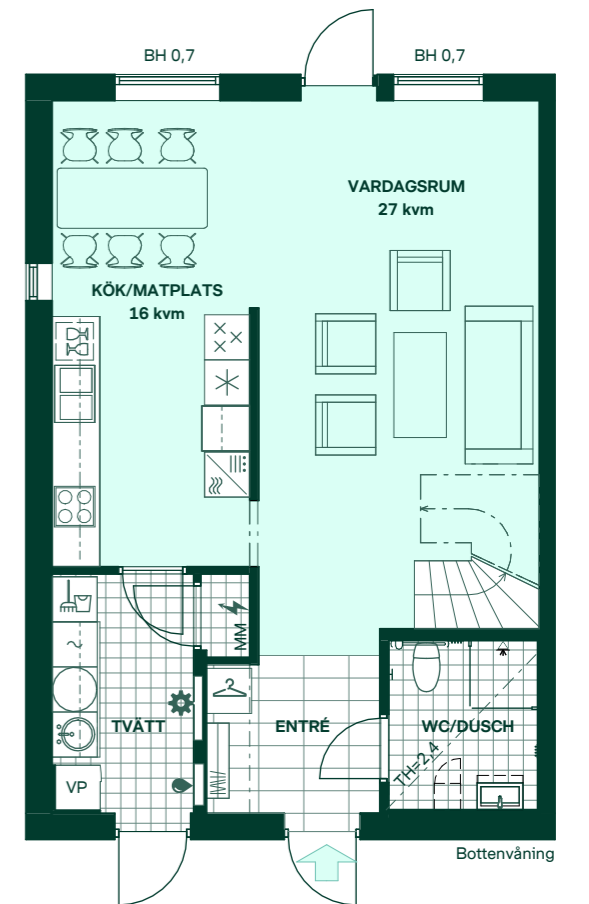 BH 0,7
BH 0,7
VARDAGSRUM
27 kvm
KÖK/MATPLATS
16 kvm
MM
TVÄTT
ENTRÉ
WC/DUSCH
TH=2,4
VP
Bottenvåning